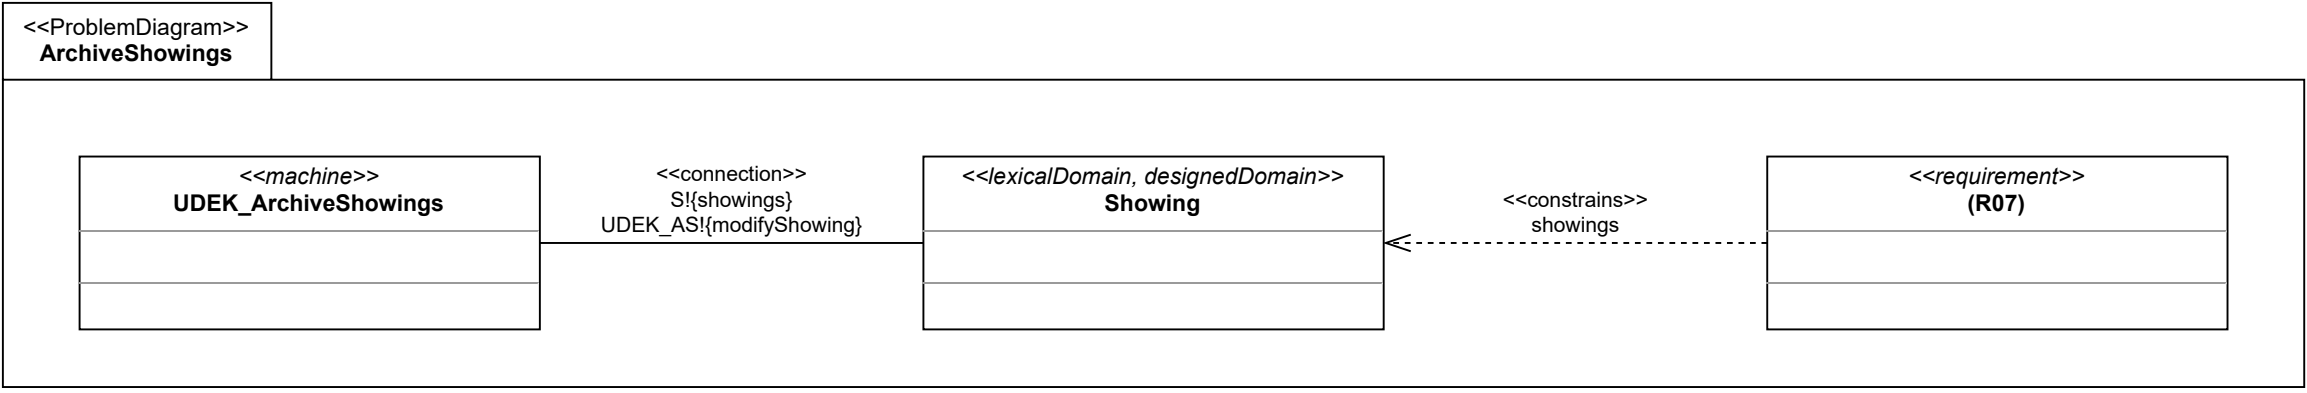 <<ProblemDiagram>>
ArchiveShowings
<<machine>>
UDEK_ArchiveShowings
<<connection>>
S!{showings}
UDEK_AS!{modifyShowing}
<<lexicalDomain, designedDomain>>
Showing
<<constrains>>
showings
<<requirement>>
(R07)